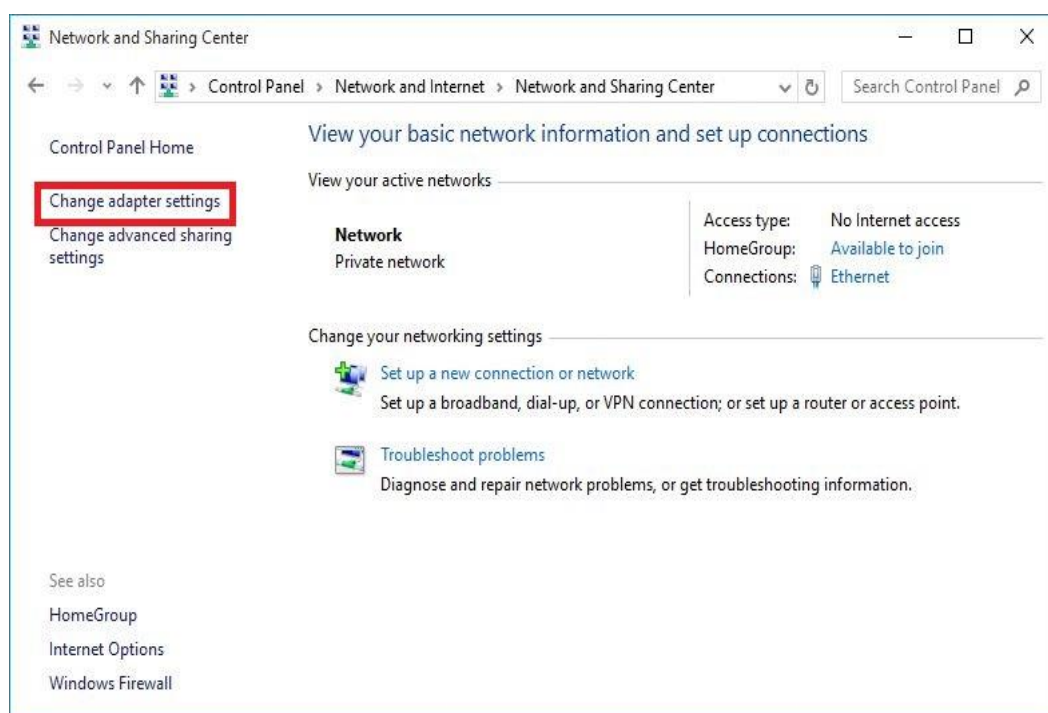 Network and Sharing Center
Control Panel > Network and Internet > Network and Sharing Center
Search Control Panel
Control Panel Home
Change adapter settings
Change advanced sharing
settings
View your basic network information and set up connections
View your active networks
Network
Private network
Access type: No Internet access
HomeGroup: Available to join
Connections: Ethernet
Change your networking settings
Set up a new connection or network
Set up a broadband, dial-up, or VPN connection; or set up a router or access point.
Troubleshoot problems
Diagnose and repair network problems, or get troubleshooting information.
See also
HomeGroup
Internet Options
Windows Firewall